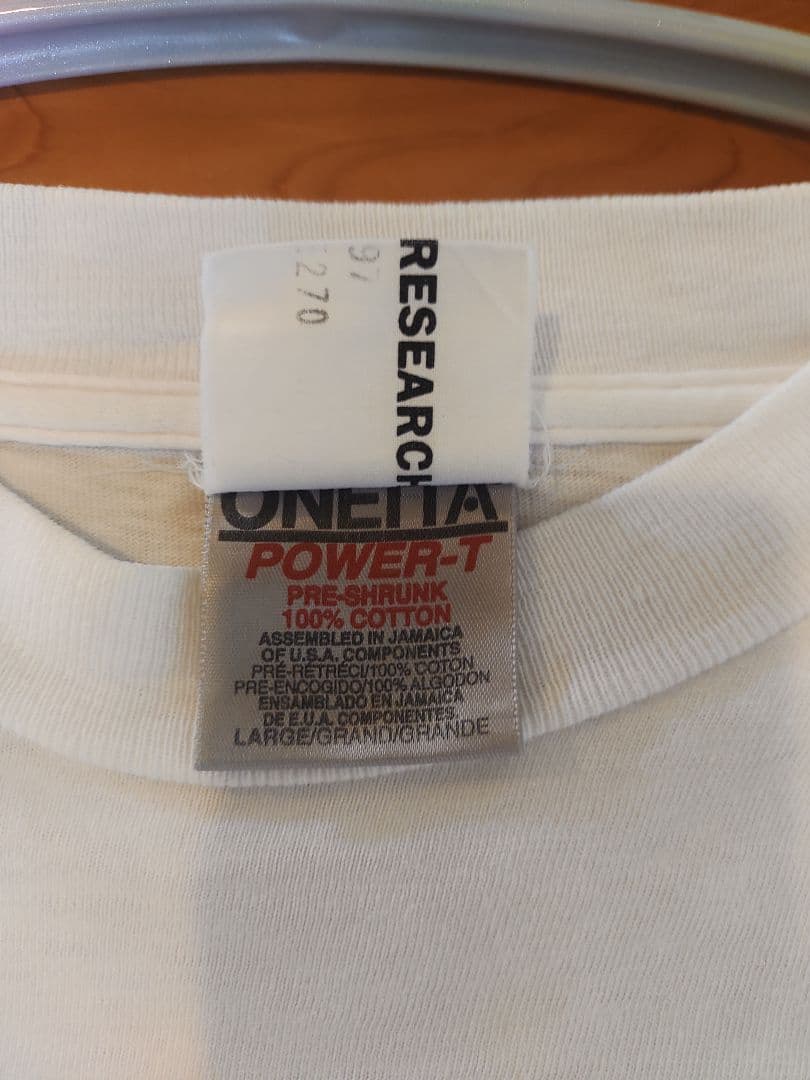 RESEARCH
97
270
ONEITA
POWER-T
PRE-SHRUNK
100% COTTON
ASSEMBLED IN JAMAICA
OF U.S.A. COMPONENTS
PRÉ-RÉTRÉCI/100% COTON
PRE-ENCOGIDO/100% ALGODON
ENSAMBLADO EN JAMAICA
DE E.U.A. COMPONENTES
LARGE/GRAND/GRANDE